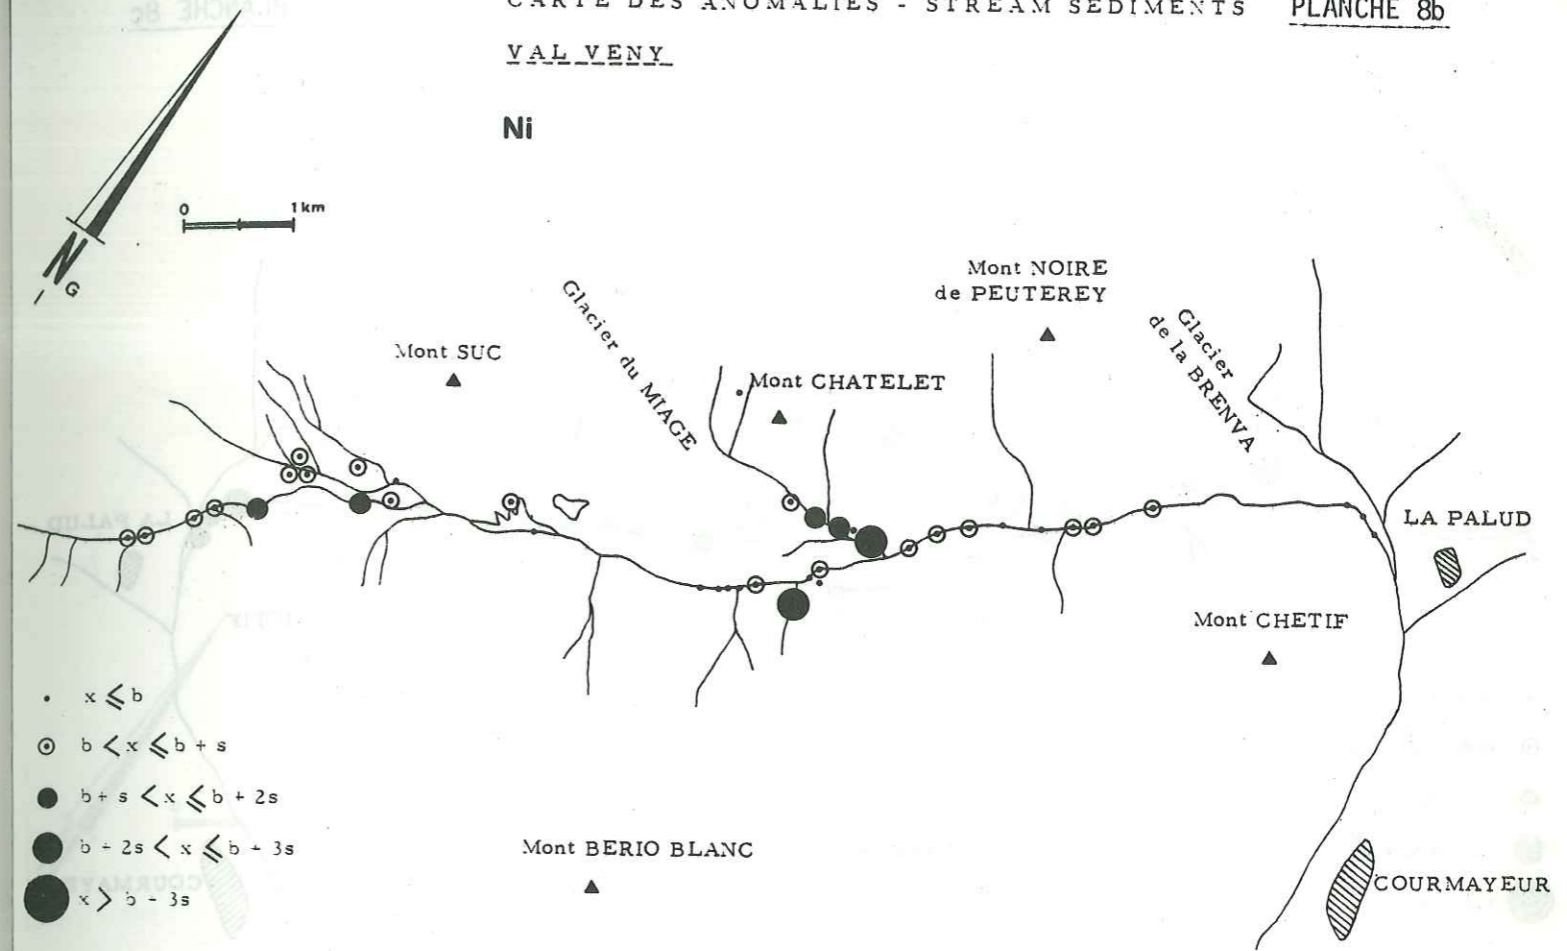 CARTE DES ANOMALIES - STREAM SEDIMENTS PLANCHE 8b
VAL VENY
Ni
0 1 km
N
G
Mont NOIRE
de PEUTEREY
Glacier du MIAGE
Glacier
de la BRENVA
Mont SUC
Mont CHATELET
LA PALUD
Mont CHETIF
x ⩽ b
b < x ⩽ b + s
b + s < x ⩽ b + 2s
b + 2s < x ⩽ b + 3s
x > b + 3s
Mont BERIO BLANC
COURMAYEUR